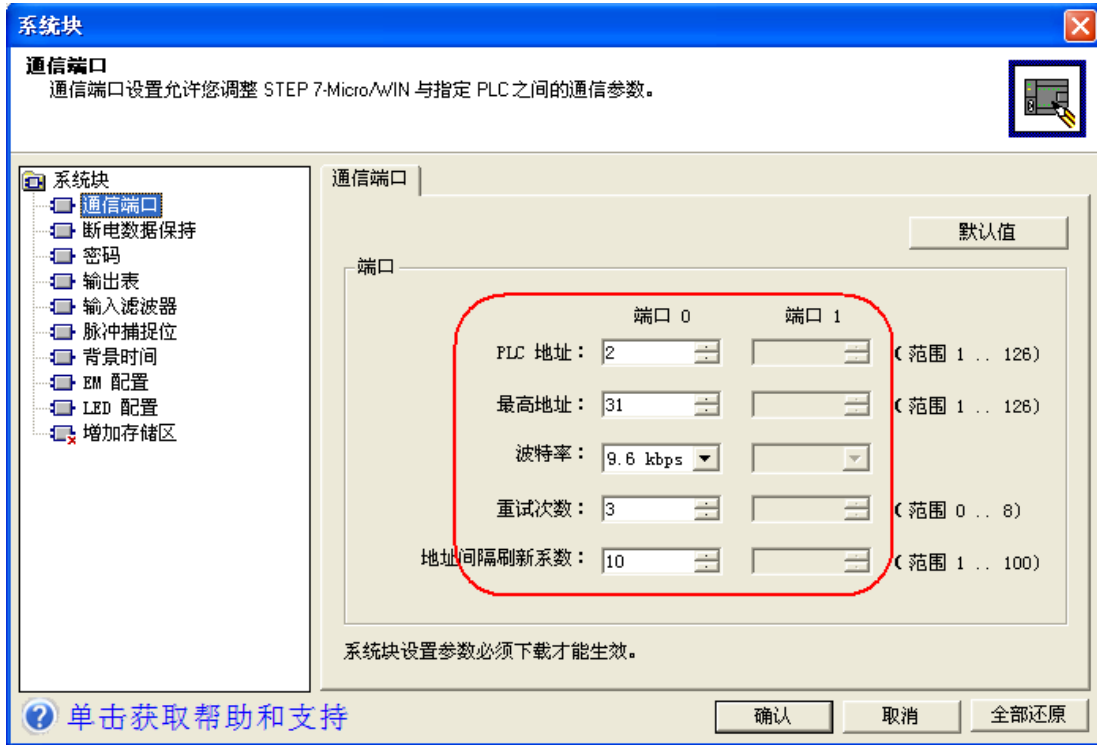 系统块
通信端口
通信端口设置允许您调整 STEP 7-Micro/WIN 与指定 PLC 之间的通信参数。
系统块
通信端口
断电数据保持
密码
输出表
输入滤波器
脉冲捕捉位
背景时间
EM 配置
LED 配置
增加存储区
通信端口
默认值
端口
端口 0 端口 1
PLC 地址： 2 (范围 1 .. 126)
最高地址： 31 (范围 1 .. 126)
波特率： 9.6 kbps
重试次数： 3 (范围 0 .. 8)
地址间隔刷新系数： 10 (范围 1 .. 100)
系统块设置参数必须下载才能生效。
单击获取帮助和支持
确认 取消 全部还原